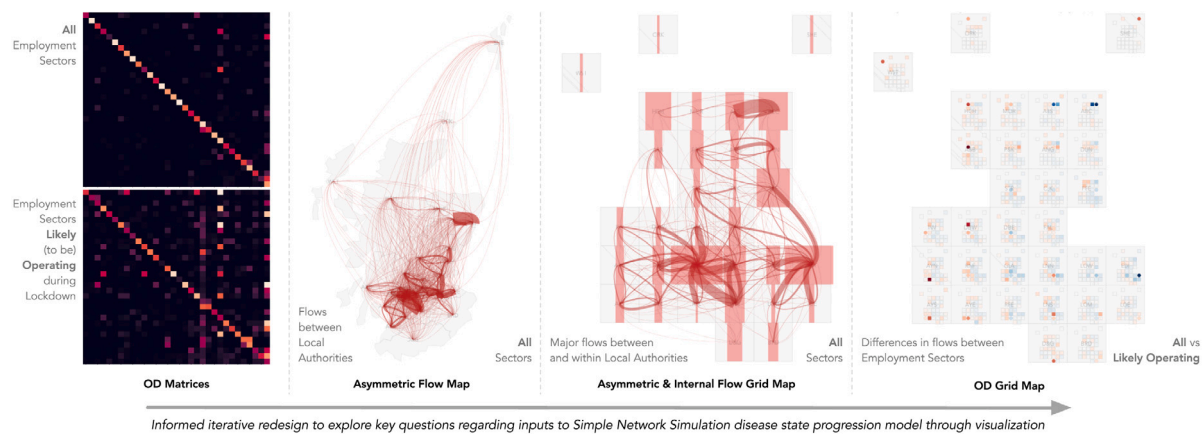 All
Employment
Sectors
Employment
Sectors
Likely
(to be)
Operating
during
Lockdown
OD Matrices
Flows
between
Local
Authorities
All
Sectors
Asymmetric Flow Map
Major flows between
and within Local Authorities
All
Sectors
Asymmetric & Internal Flow Grid Map
Differences in flows between
Employment Sectors
All vs
Likely Operating
OD Grid Map
Informed iterative redesign to explore key questions regarding inputs to Simple Network Simulation disease state progression model through visualization